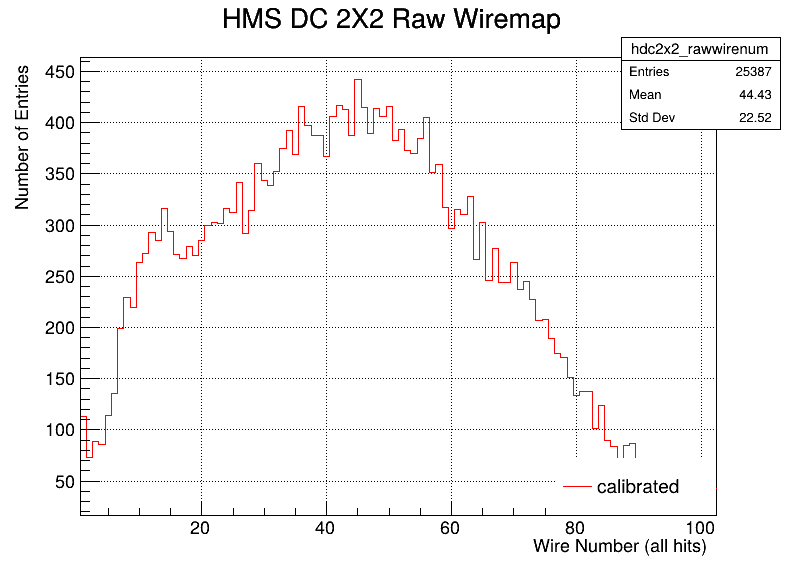 HMS DC 2X2 Raw Wiremap
hdc2x2_rawwirenum
Entries 25387
Mean 44.43
Std Dev 22.52
Number of Entries
450
400
350
300
250
200
150
100
50
calibrated
20 40 60 80 100
Wire Number (all hits)